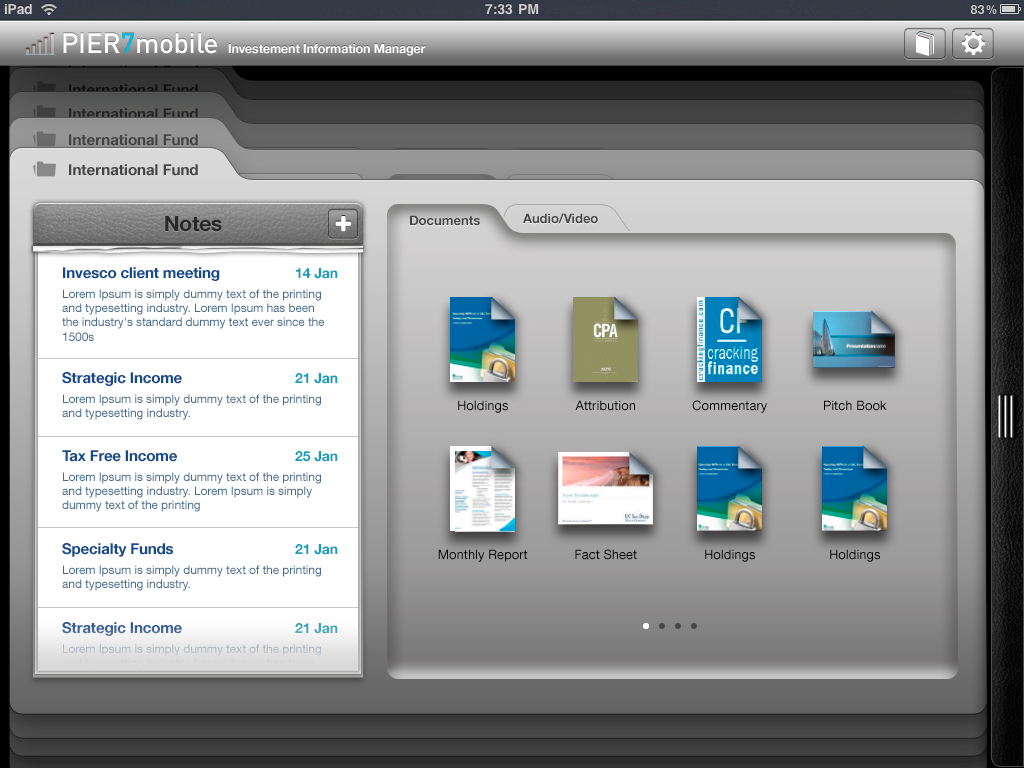 iPad
7:33 PM
83%
PIER7mobile Investement Information Manager
International Fund
International Fund
International Fund
International Fund
Notes
Invesco client meeting 14 Jan
Lorem Ipsum is simply dummy text of the printing
and typesetting industry. Lorem Ipsum has been
the industry's standard dummy text ever since the
1500s
Strategic Income 21 Jan
Lorem Ipsum is simply dummy text of the printing
and typesetting industry.
Tax Free Income 25 Jan
Lorem Ipsum is simply dummy text of the printing
and typesetting industry. Lorem Ipsum is simply
dummy text of the printing
Specialty Funds 21 Jan
Lorem Ipsum is simply dummy text of the printing
and typesetting industry.
Strategic Income 21 Jan
Lorem Ipsum is simply dummy text of the printing
Documents
Audio/Video
CPA
crackingfinance.com
CF
cracking
finance
Presentation
Holdings
Attribution
Commentary
Pitch Book
UC San Diego
Monthly Report
Fact Sheet
Holdings
Holdings